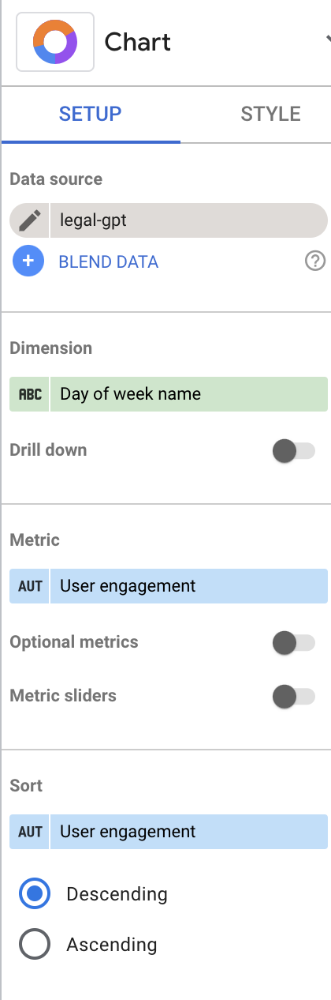 Chart
SETUP STYLE
Data source
legal-gpt
BLEND DATA
Dimension
ABC Day of week name
Drill down
Metric
AUT User engagement
Optional metrics
Metric sliders
Sort
AUT User engagement
Descending
Ascending